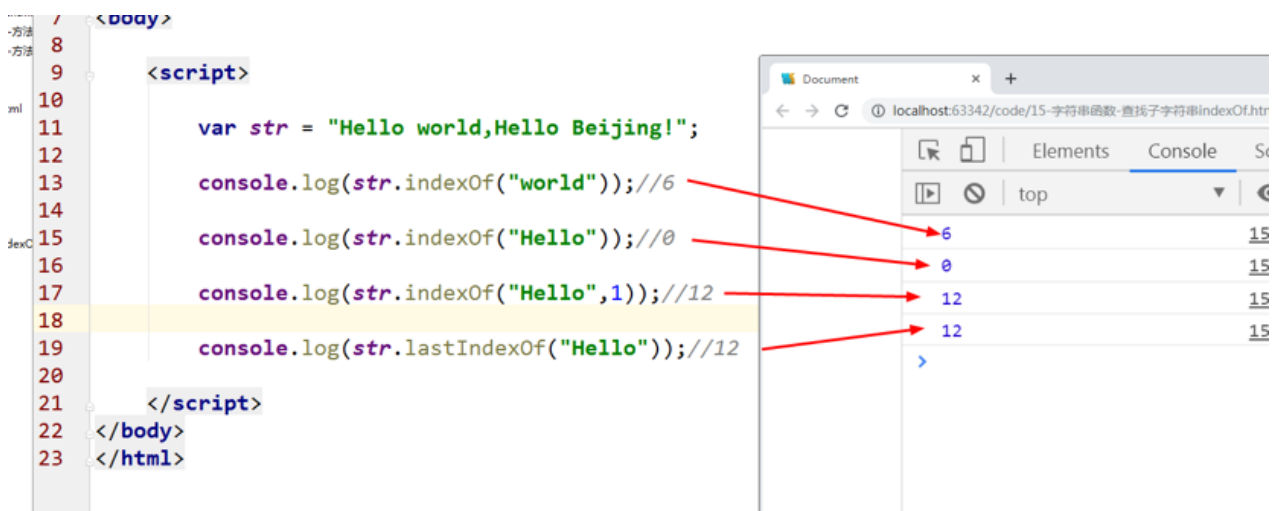 -方法
7 <body>
-方法
8
9 <script>
10
11 var str = "Hello world,Hello Beijing!";
12
13 console.log(str.indexOf("world"));//6
14
15 console.log(str.indexOf("Hello"));//0
16
17 console.log(str.indexOf("Hello",1));//12
18
19 console.log(str.lastIndexOf("Hello"));//12
20
21 </script>
22 </body>
23 </html>
Document
localhost:63342/code/15-字符串函数-查找子字符串indexOf.htm
Elements Console
top
6 15
0 15
12 15
12 15